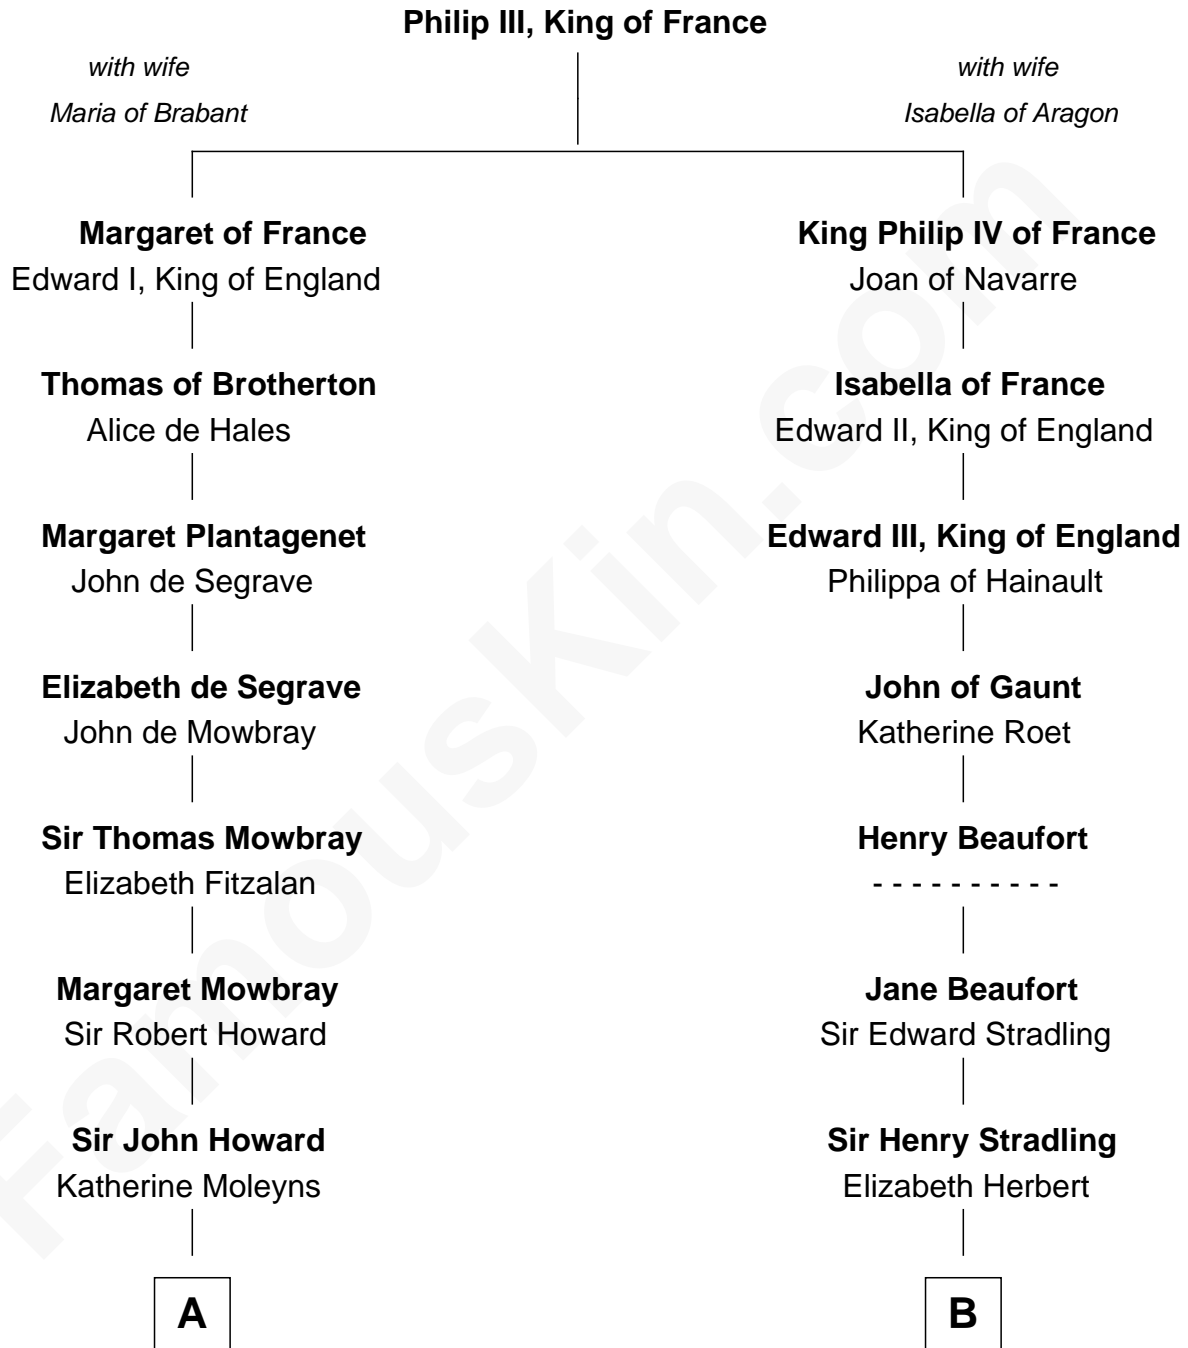 Philip III, King of France
with wife
Maria of Brabant
with wife
Isabella of Aragon
Margaret of France
Edward I, King of England
King Philip IV of France
Joan of Navarre
Thomas of Brotherton
Alice de Hales
Isabella of France
Edward II, King of England
Margaret Plantagenet
John de Segrave
Edward III, King of England
Philippa of Hainault
Elizabeth de Segrave
John de Mowbray
John of Gaunt
Katherine Roet
Sir Thomas Mowbray
Elizabeth Fitzalan
Henry Beaufort
- - - - - - - - - -
Margaret Mowbray
Sir Robert Howard
Jane Beaufort
Sir Edward Stradling
Sir John Howard
Katherine Moleyns
Sir Henry Stradling
Elizabeth Herbert
A
B
FamousKin.com